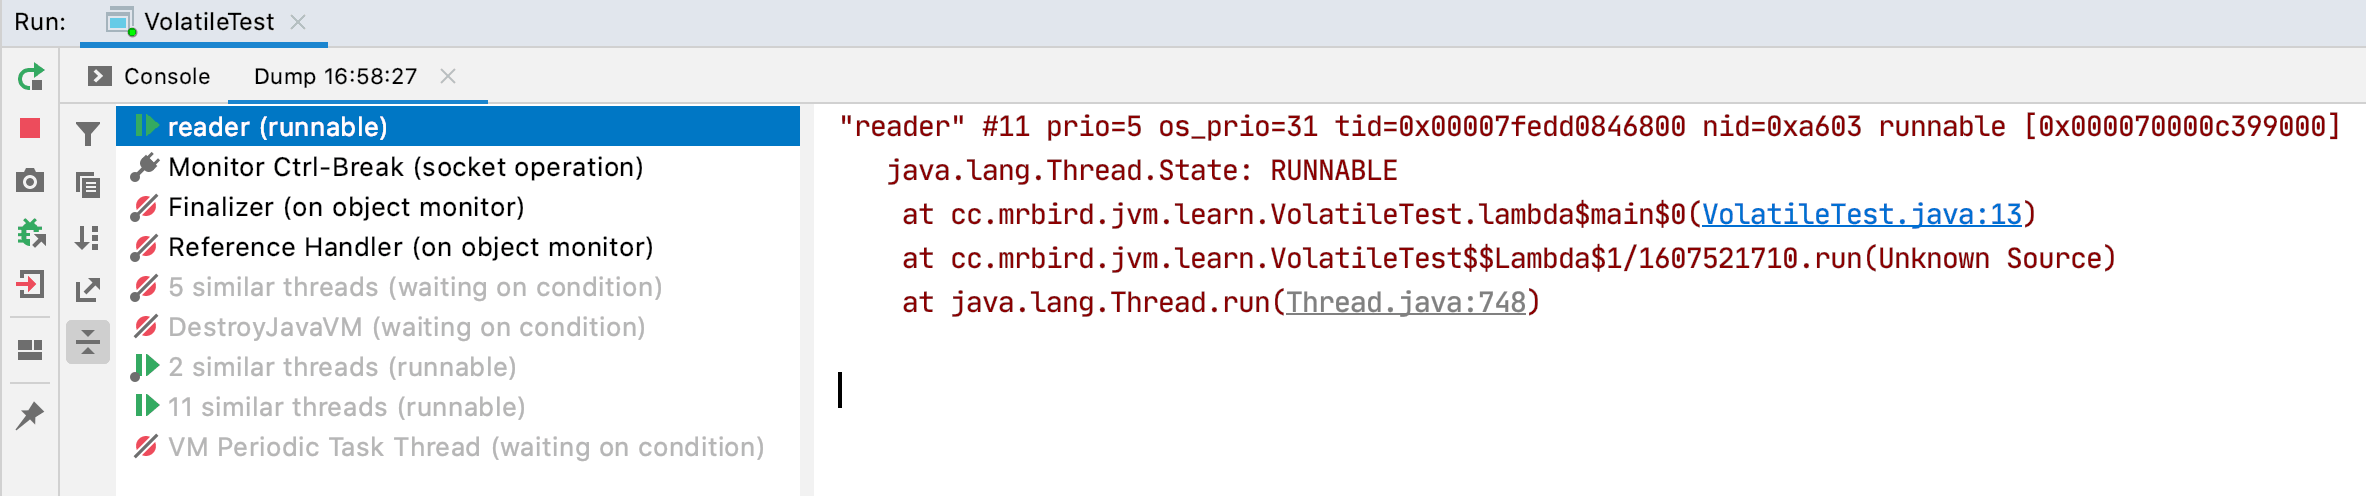 Run: VolatileTest
Console Dump 16:58:27
reader (runnable)
Monitor Ctrl-Break (socket operation)
Finalizer (on object monitor)
Reference Handler (on object monitor)
5 similar threads (waiting on condition)
DestroyJavaVM (waiting on condition)
2 similar threads (runnable)
11 similar threads (runnable)
VM Periodic Task Thread (waiting on condition)
"reader" #11 prio=5 os_prio=31 tid=0x00007fedd0846800 nid=0xa603 runnable [0x000070000c399000]
java.lang.Thread.State: RUNNABLE
at cc.mrbird.jvm.learn.VolatileTest.lambda$main$0(VolatileTest.java:13)
at cc.mrbird.jvm.learn.VolatileTest$$Lambda$1/1607521710.run(Unknown Source)
at java.lang.Thread.run(Thread.java:748)